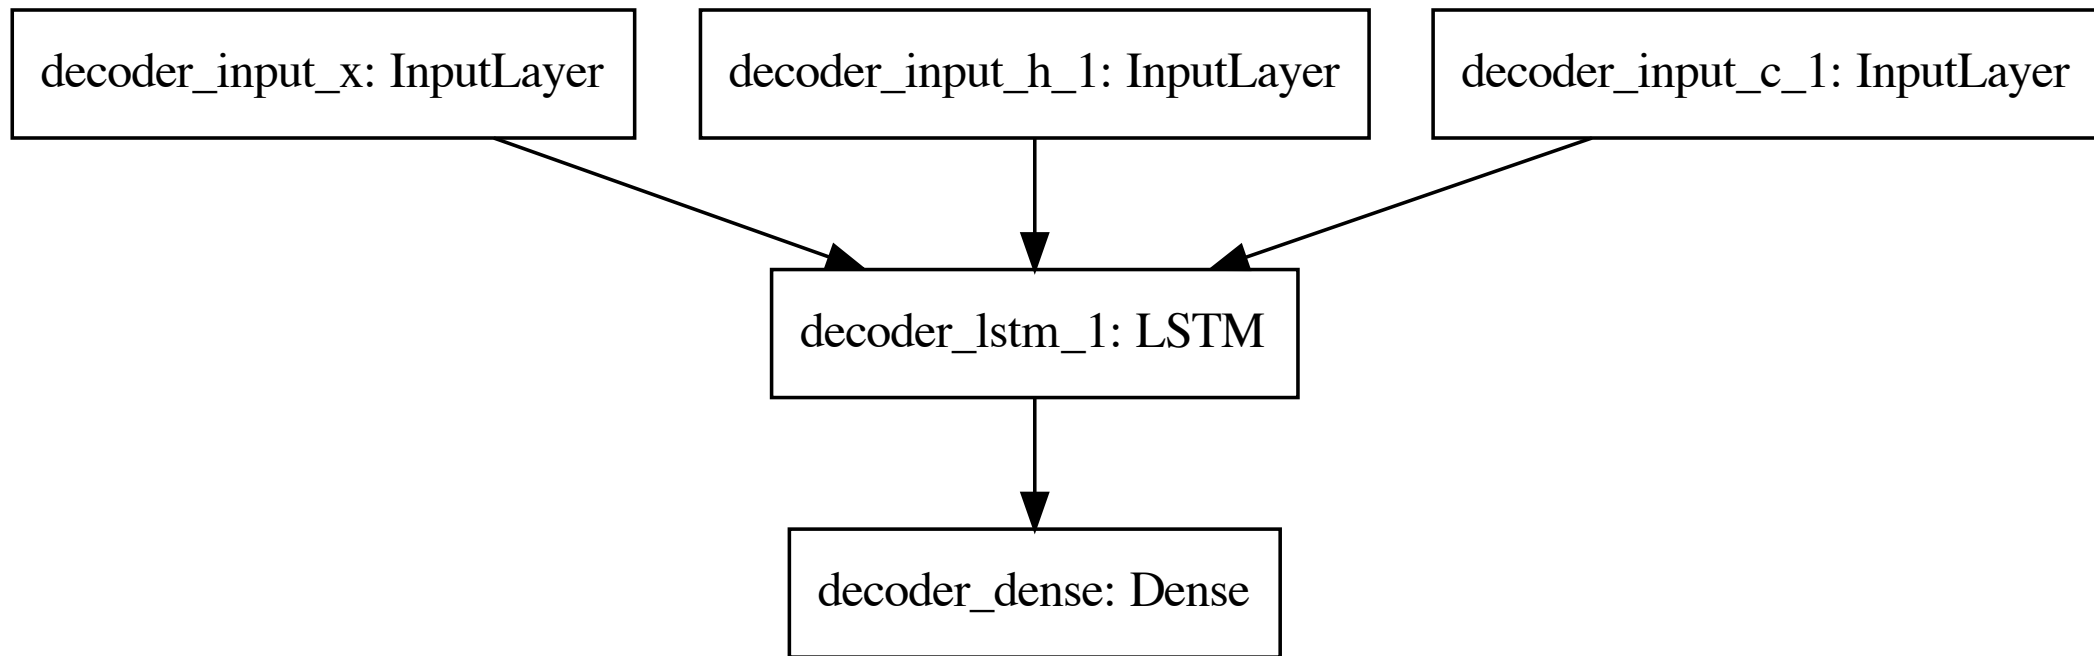 decoder_input_x: InputLayer
decoder_input_h_1: InputLayer
decoder_input_c_1: InputLayer
decoder_lstm_1: LSTM
decoder_dense: Dense